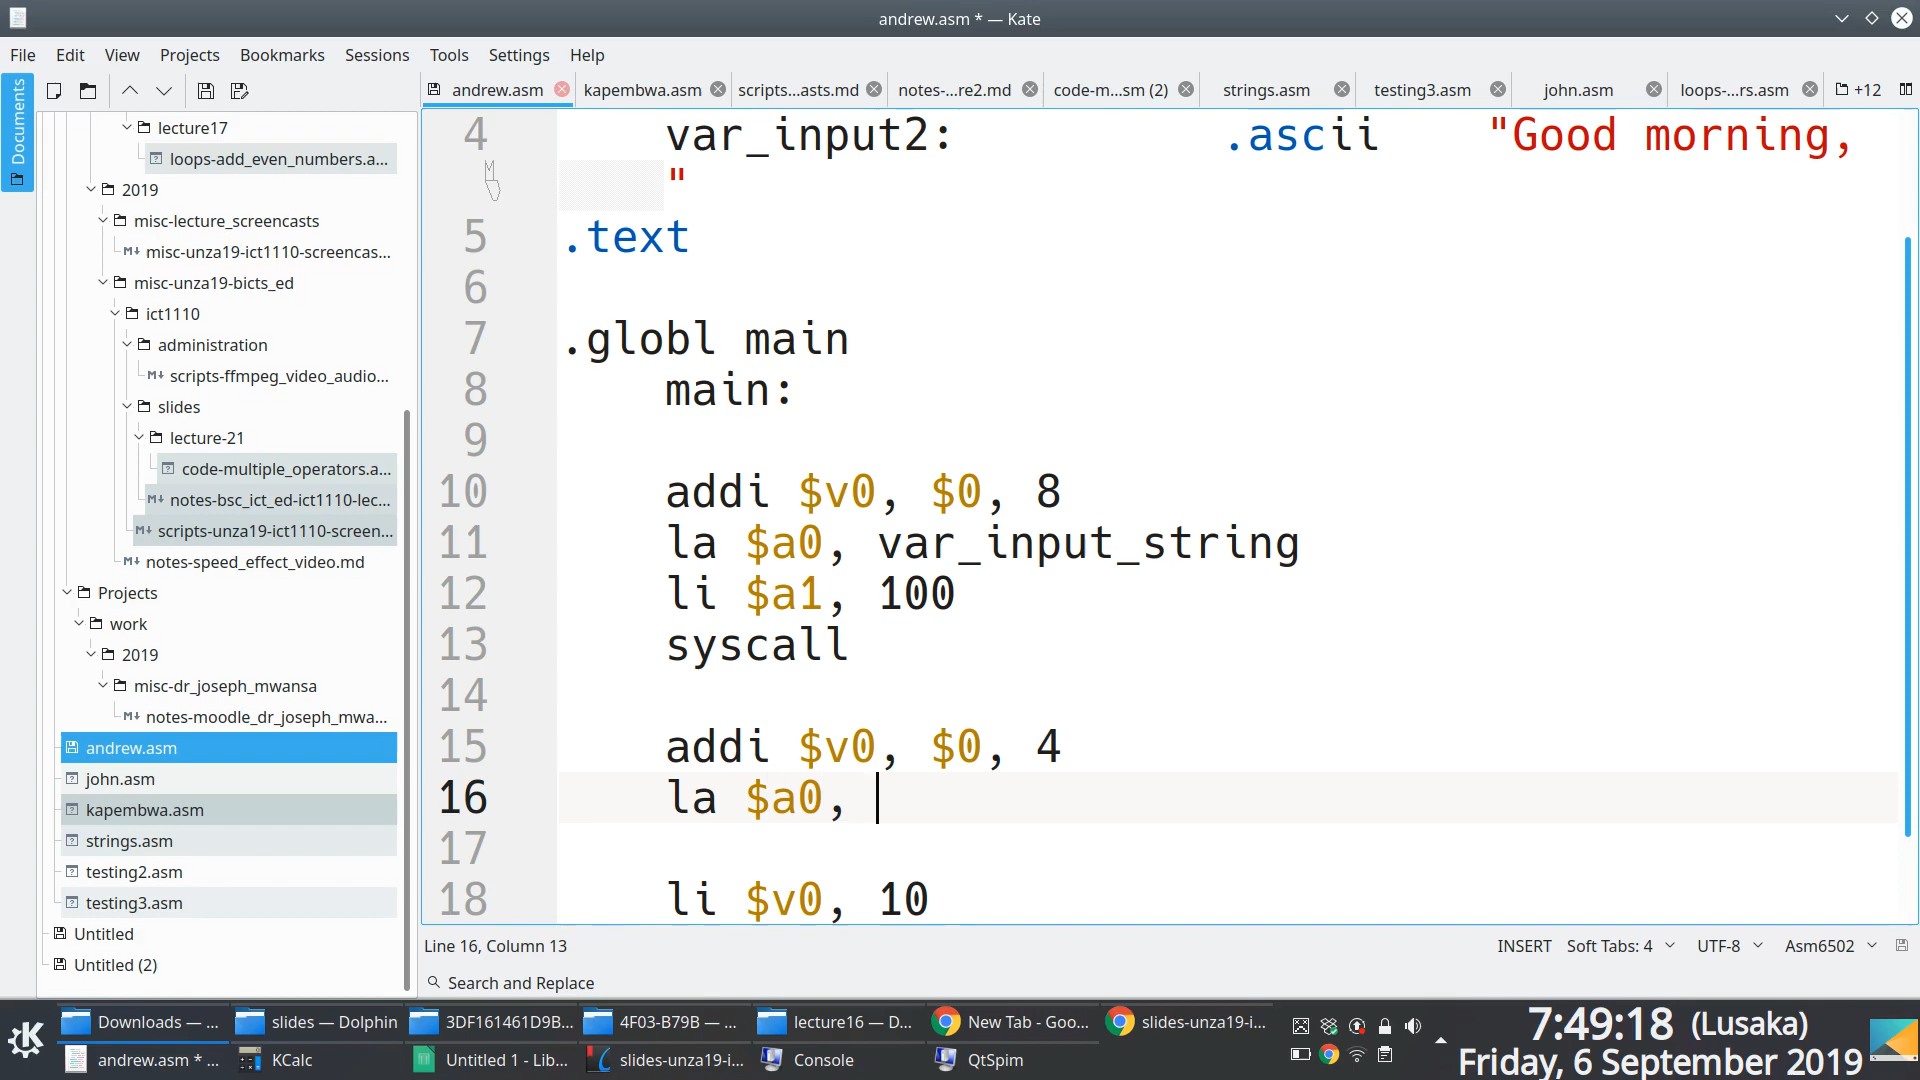 andrew.asm * — Kate
File Edit View Projects Bookmarks Sessions Tools Settings Help
Documents
andrew.asm kapembwa.asm scripts...asts.md notes-...re2.md code-m...sm (2) strings.asm testing3.asm john.asm loops-...rs.asm +12
lecture17
loops-add_even_numbers.a...
2019
misc-lecture_screencasts
misc-unza19-ict1110-screencas...
misc-unza19-bicts_ed
ict1110
administration
scripts-ffmpeg_video_audio...
slides
lecture-21
code-multiple_operators.a...
notes-bsc_ict_ed-ict1110-lec...
scripts-unza19-ict1110-screen...
notes-speed_effect_video.md
Projects
work
2019
misc-dr_joseph_mwansa
notes-moodle_dr_joseph_mwa...
andrew.asm
john.asm
kapembwa.asm
strings.asm
testing2.asm
testing3.asm
Untitled
Untitled (2)
4 var_input2: .ascii "Good morning,
"
5 .text
6
7 .globl main
8 main:
9
10 addi $v0, $0, 8
11 la $a0, var_input_string
12 li $a1, 100
13 syscall
14
15 addi $v0, $0, 4
16 la $a0,
17
18 li $v0, 10
Line 16, Column 13 INSERT Soft Tabs: 4 UTF-8 Asm6502
Search and Replace
Downloads — ... slides — Dolphin 3DF161461D9B... 4F03-B79B — ... lecture16 — D... New Tab - Goo... slides-unza19-i...
andrew.asm * ... KCalc Untitled 1 - Lib... slides-unza19-i... Console QtSpim
7:49:18 (Lusaka)
Friday, 6 September 2019